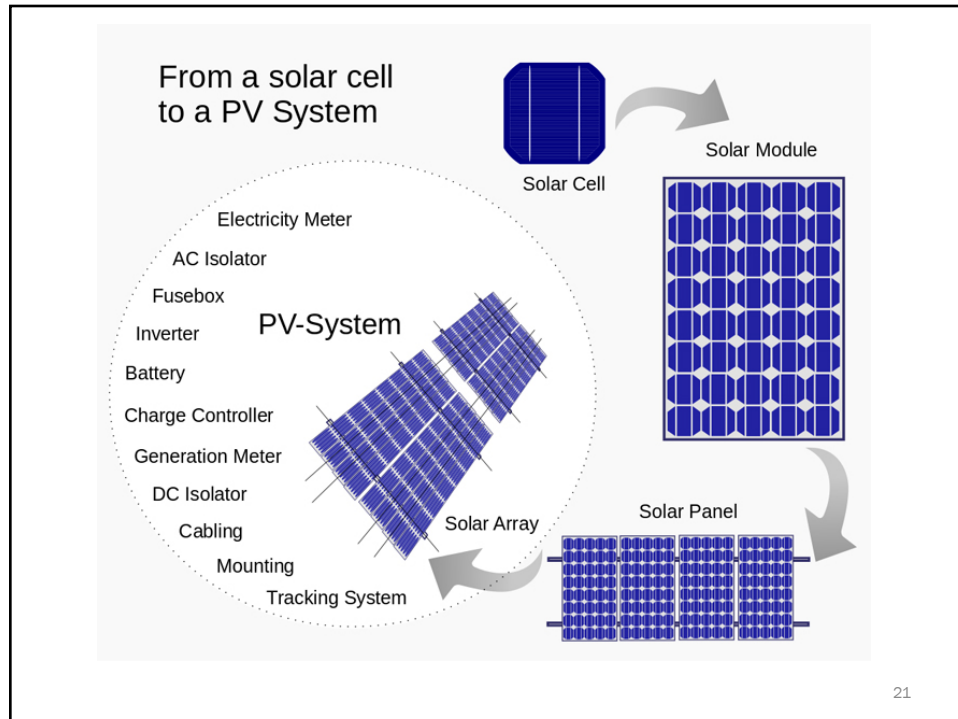 From a solar cell
to a PV System
Solar Cell
Solar Module
Electricity Meter
AC Isolator
Fusebox
PV-System
Inverter
Battery
Charge Controller
Generation Meter
DC Isolator
Cabling
Mounting
Tracking System
Solar Array
Solar Panel
21